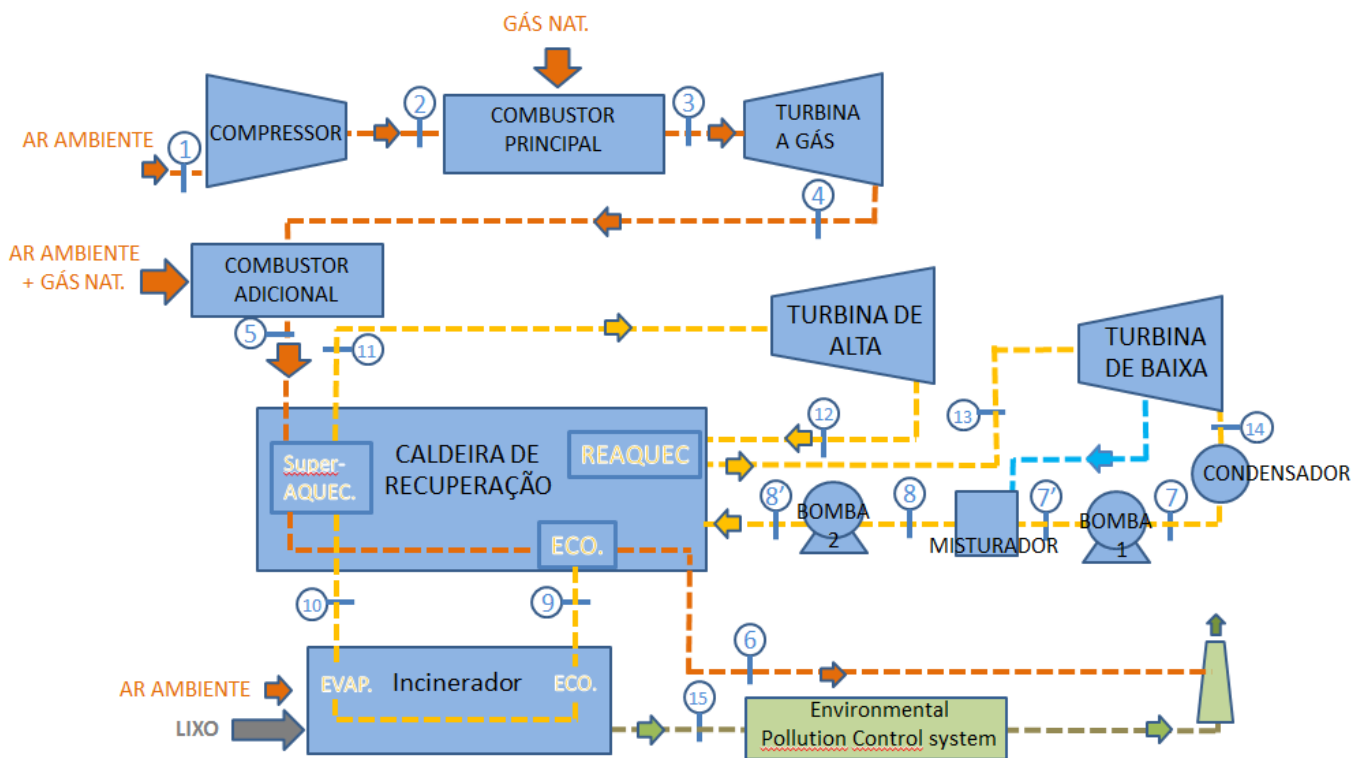 GÁS NAT.
AR AMBIENTE
1
COMPRESSOR
2
COMBUSTOR
PRINCIPAL
3
TURBINA
A GÁS
4
AR AMBIENTE
+ GÁS NAT.
COMBUSTOR
ADICIONAL
5
11
TURBINA DE
ALTA
TURBINA
DE BAIXA
12
13
14
CALDEIRA DE
RECUPERAÇÃO
REAQUEC
Super-
AQUEC.
CONDENSADOR
8'
BOMBA
2
8
MISTURADOR
7'
BOMBA
1
7
ECO.
10
9
6
AR AMBIENTE
LIXO
EVAP.
Incinerador
ECO.
15
Environmental
Pollution Control system